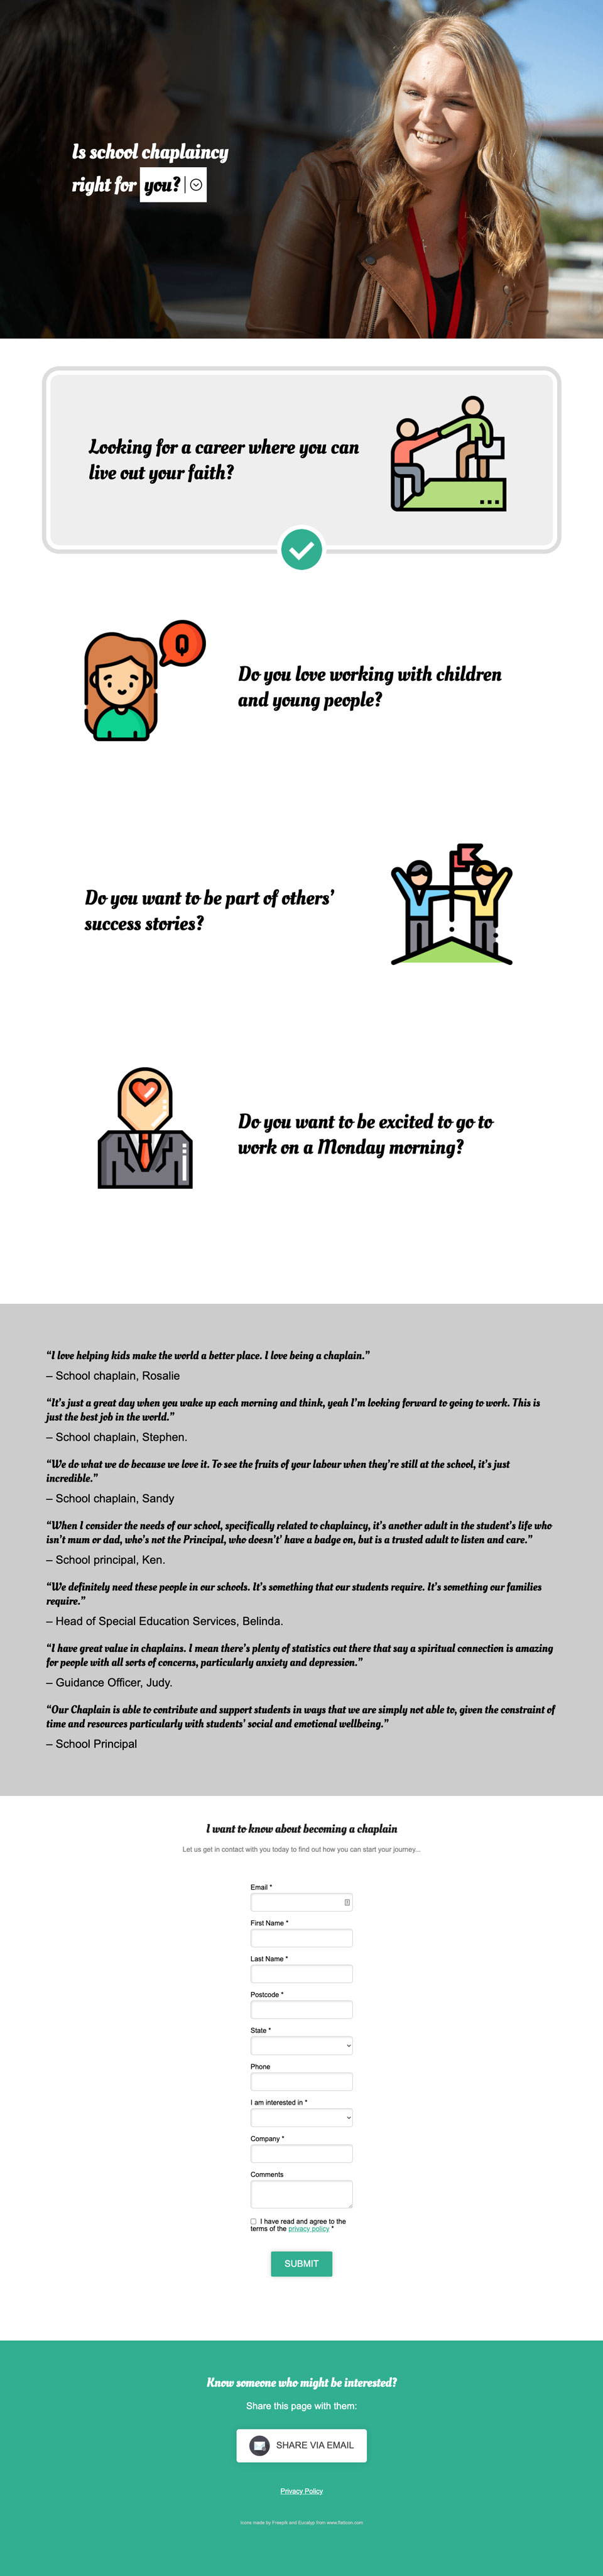 Is school chaplaincy
right for you?
Looking for a career where you can
live out your faith?
Q
Do you love working with children
and young people?
Do you want to be part of others’
success stories?
Do you want to be excited to go to
work on a Monday morning?
“I love helping kids make the world a better place. I love being a chaplain.”
– School chaplain, Rosalie
“It’s just a great day when you wake up each morning and think, yeah I’m looking forward to going to work. This is
just the best job in the world.”
– School chaplain, Stephen.
“We do what we do because we love it. To see the fruits of your labour when they’re still at the school, it’s just
incredible.”
– School chaplain, Sandy
“When I consider the needs of our school, specifically related to chaplaincy, it’s another adult in the student’s life who
isn’t mum or dad, who’s not the Principal, who doesn’t’ have a badge on, but is a trusted adult to listen and care.”
– School principal, Ken.
“We definitely need these people in our schools. It’s something that our students require. It’s something our families
require.”
– Head of Special Education Services, Belinda.
“I have great value in chaplains. I mean there’s plenty of statistics out there that say a spiritual connection is amazing
for people with all sorts of concerns, particularly anxiety and depression.”
– Guidance Officer, Judy.
“Our Chaplain is able to contribute and support students in ways that we are simply not able to, given the constraint of
time and resources particularly with students’ social and emotional wellbeing.”
– School Principal
I want to know about becoming a chaplain
Let us get in contact with you today to find out how you can start your journey...
Email *
First Name *
Last Name *
Postcode *
State *
Phone
I am interested in *
Company *
Comments
I have read and agree to the
terms of the privacy policy *
SUBMIT
Know someone who might be interested?
Share this page with them:
SHARE VIA EMAIL
Privacy Policy
Icons made by Freepik and Eucalyp from www.flaticon.com